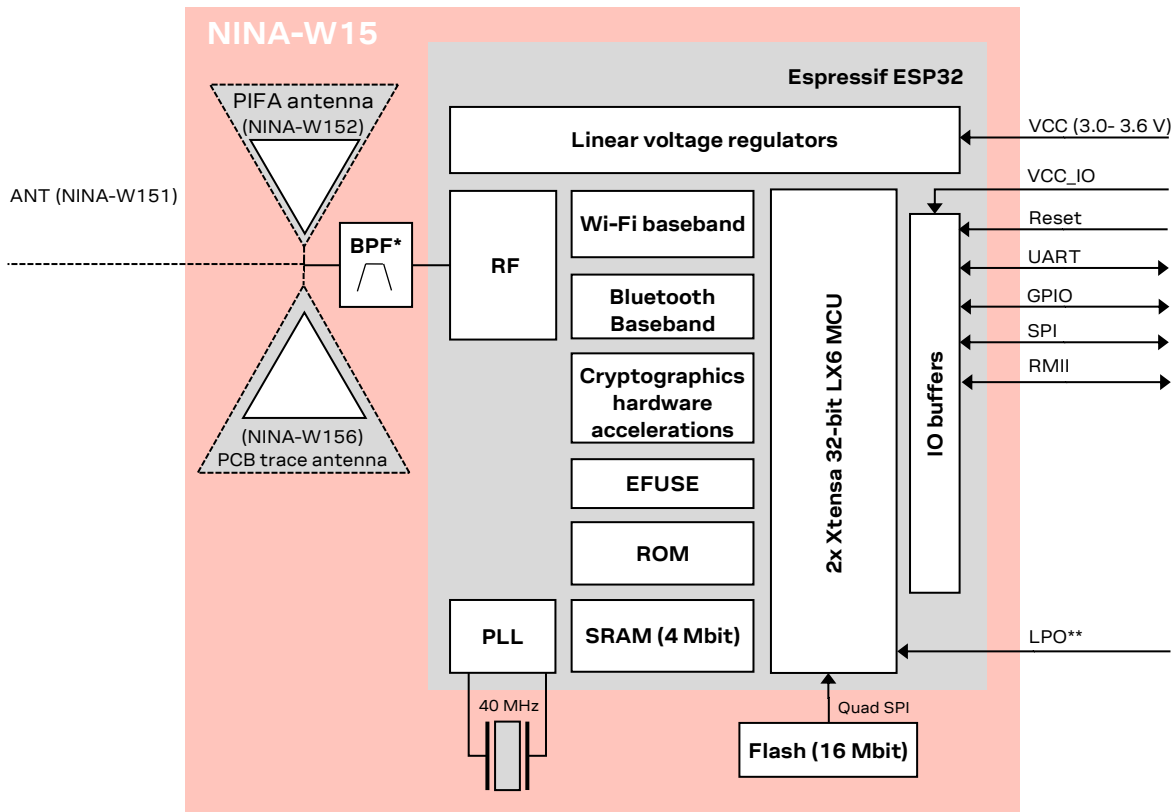 NINA-W15
Espressif ESP32
PIFA antenna
(NINA-W152)
ANT (NINA-W151)
BPF*
(NINA-W156)
PCB trace antenna
Linear voltage regulators
RF
Wi-Fi baseband
Bluetooth
Baseband
Cryptographics
hardware
accelerations
EFUSE
ROM
SRAM (4 Mbit)
PLL
40 MHz
2x Xtensa 32-bit LX6 MCU
IO buffers
VCC (3.0- 3.6 V)
VCC_IO
Reset
UART
GPIO
SPI
RMII
LPO**
Quad SPI
Flash (16 Mbit)